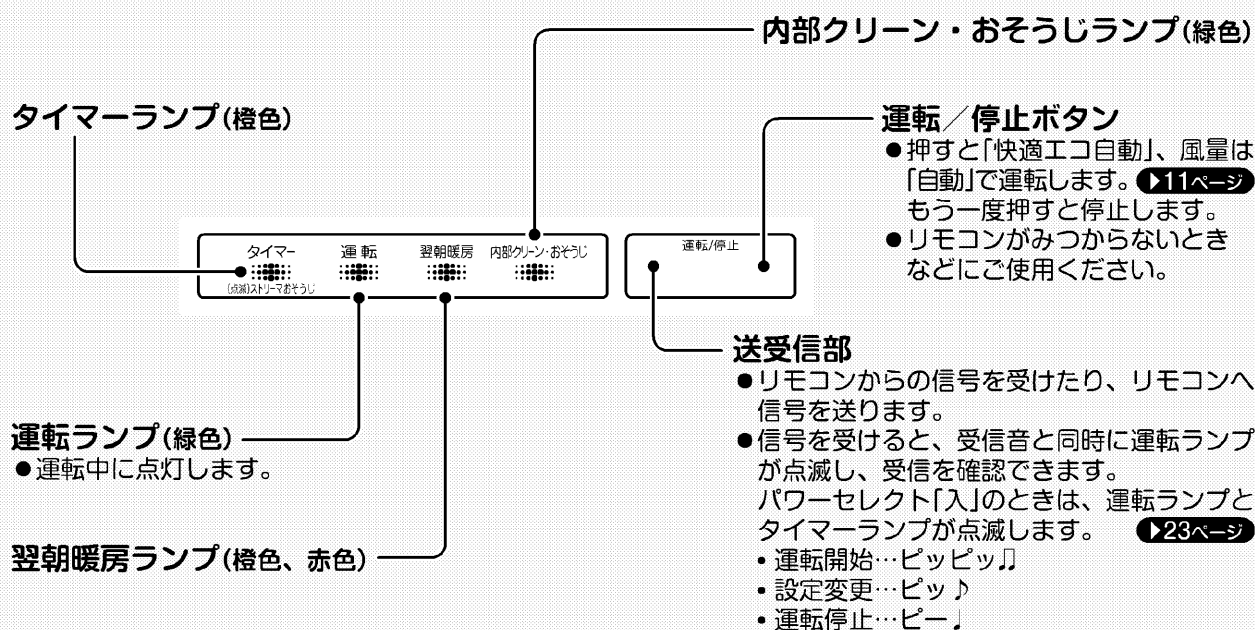 内部クリーン・おそうじランプ(緑色)
タイマーランプ(橙色)
運転／停止ボタン
●押すと「快適エコ自動」、風量は
「自動」で運転します。▶11ページ
もう一度押すと停止します。
●リモコンがみつからないとき
などにご使用ください。
タイマー 運転 翌朝暖房 内部クリーン・おそうじ
(点滅)ストリーマおそうじ
運転/停止
送受信部
●リモコンからの信号を受けたり、リモコンへ
信号を送ります。
●信号を受けると、受信音と同時に運転ランプ
が点滅し、受信を確認できます。
パワーセレクト「入」のときは、運転ランプと
タイマーランプが点滅します。 ▶23ページ
・運転開始…ピッピッ♫
・設定変更…ピッ♪
・運転停止…ピー♩
運転ランプ(緑色)
●運転中に点灯します。
翌朝暖房ランプ(橙色、赤色)